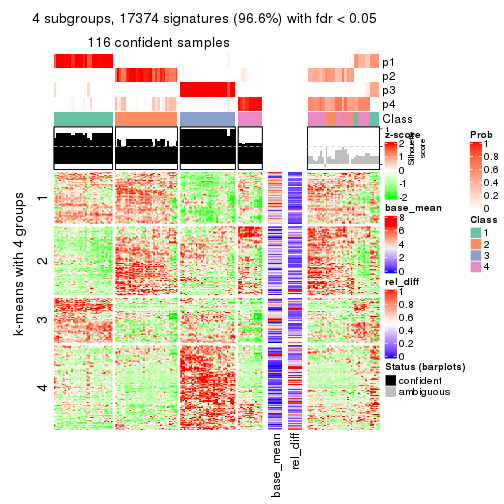 4 subgroups, 17374 signatures (96.6%) with fdr < 0.05
116 confident samples
p1
p2
p3
p4
Class
1
Silhouette score
k-means with 4 groups
1
2
3
4
base_mean
rel_diff
z-score
2
1
0
-1
-2
base_mean
8
6
4
2
0
rel_diff
1
0.8
0.6
0.4
0.2
0
Status (barplots)
confident
ambiguous
Prob
1
0.8
0.6
0.4
0.2
0
Class
1
2
3
4